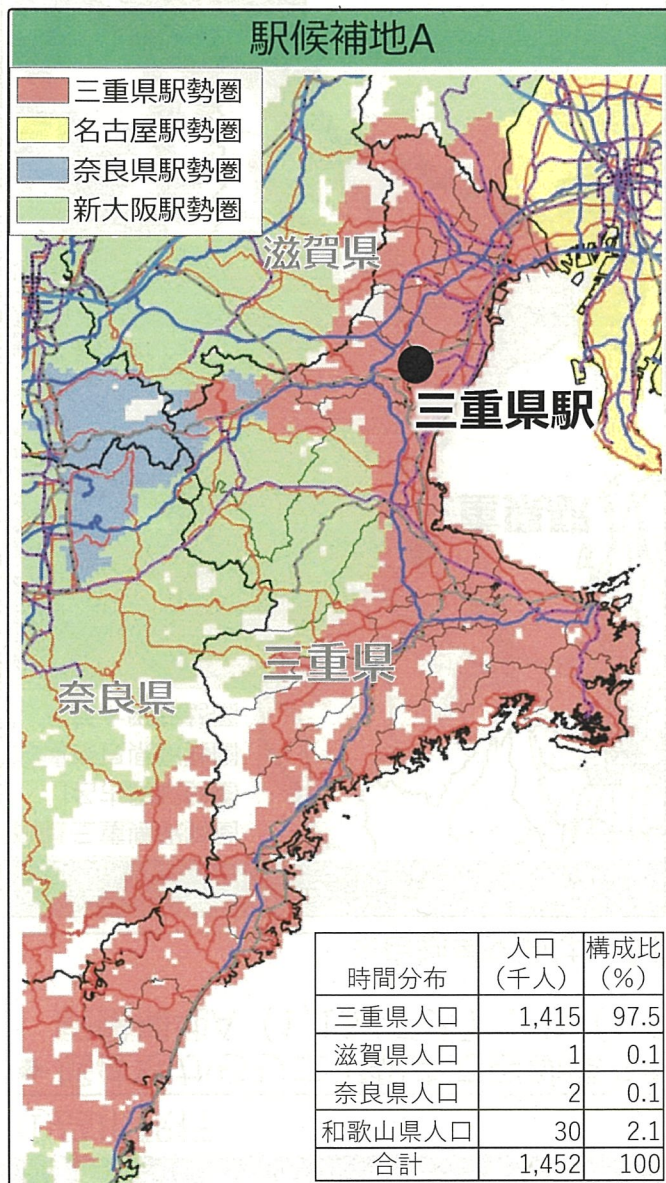 駅候補地A
三重県駅勢圏
名古屋駅勢圏
奈良県駅勢圏
新大阪駅勢圏
滋賀県
三重県駅
三重県
奈良県
時間分布 人口(千人) 構成比(%)
三重県人口 1,415 97.5
滋賀県人口 1 0.1
奈良県人口 2 0.1
和歌山県人口 30 2.1
合計 1,452 100